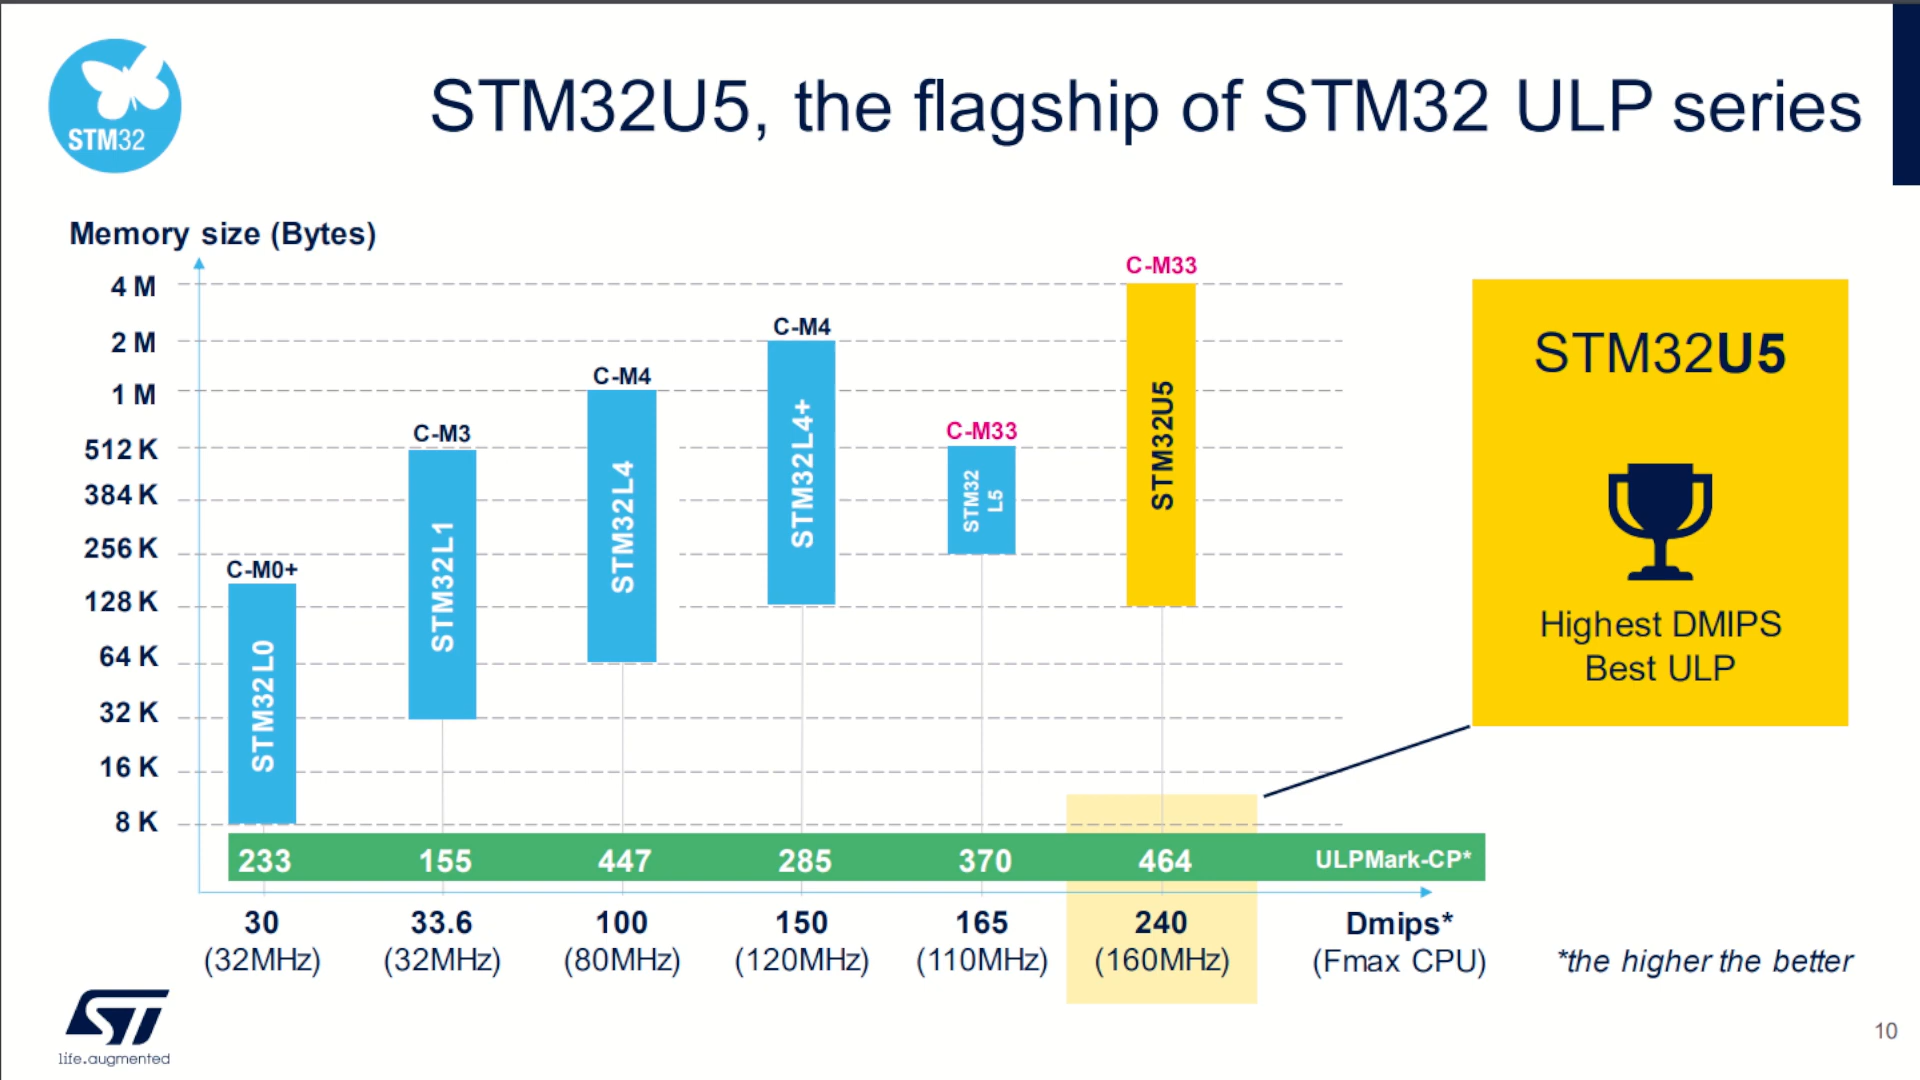 STM32
STM32U5, the flagship of STM32 ULP series
Memory size (Bytes)
4 M
2 M
1 M
512 K
384 K
256 K
128 K
64 K
32 K
16 K
8 K
C-M0+
STM32L0
C-M3
STM32L1
C-M4
STM32L4
C-M4
STM32L4+
C-M33
STM32
L5
C-M33
STM32U5
233 155 447 285 370 464 ULPMark-CP*
30 33.6 100 150 165 240 Dmips*
(32MHz) (32MHz) (80MHz) (120MHz) (110MHz) (160MHz) (Fmax CPU)
*the higher the better
STM32U5
Highest DMIPS
Best ULP
ST
life.augmented
10